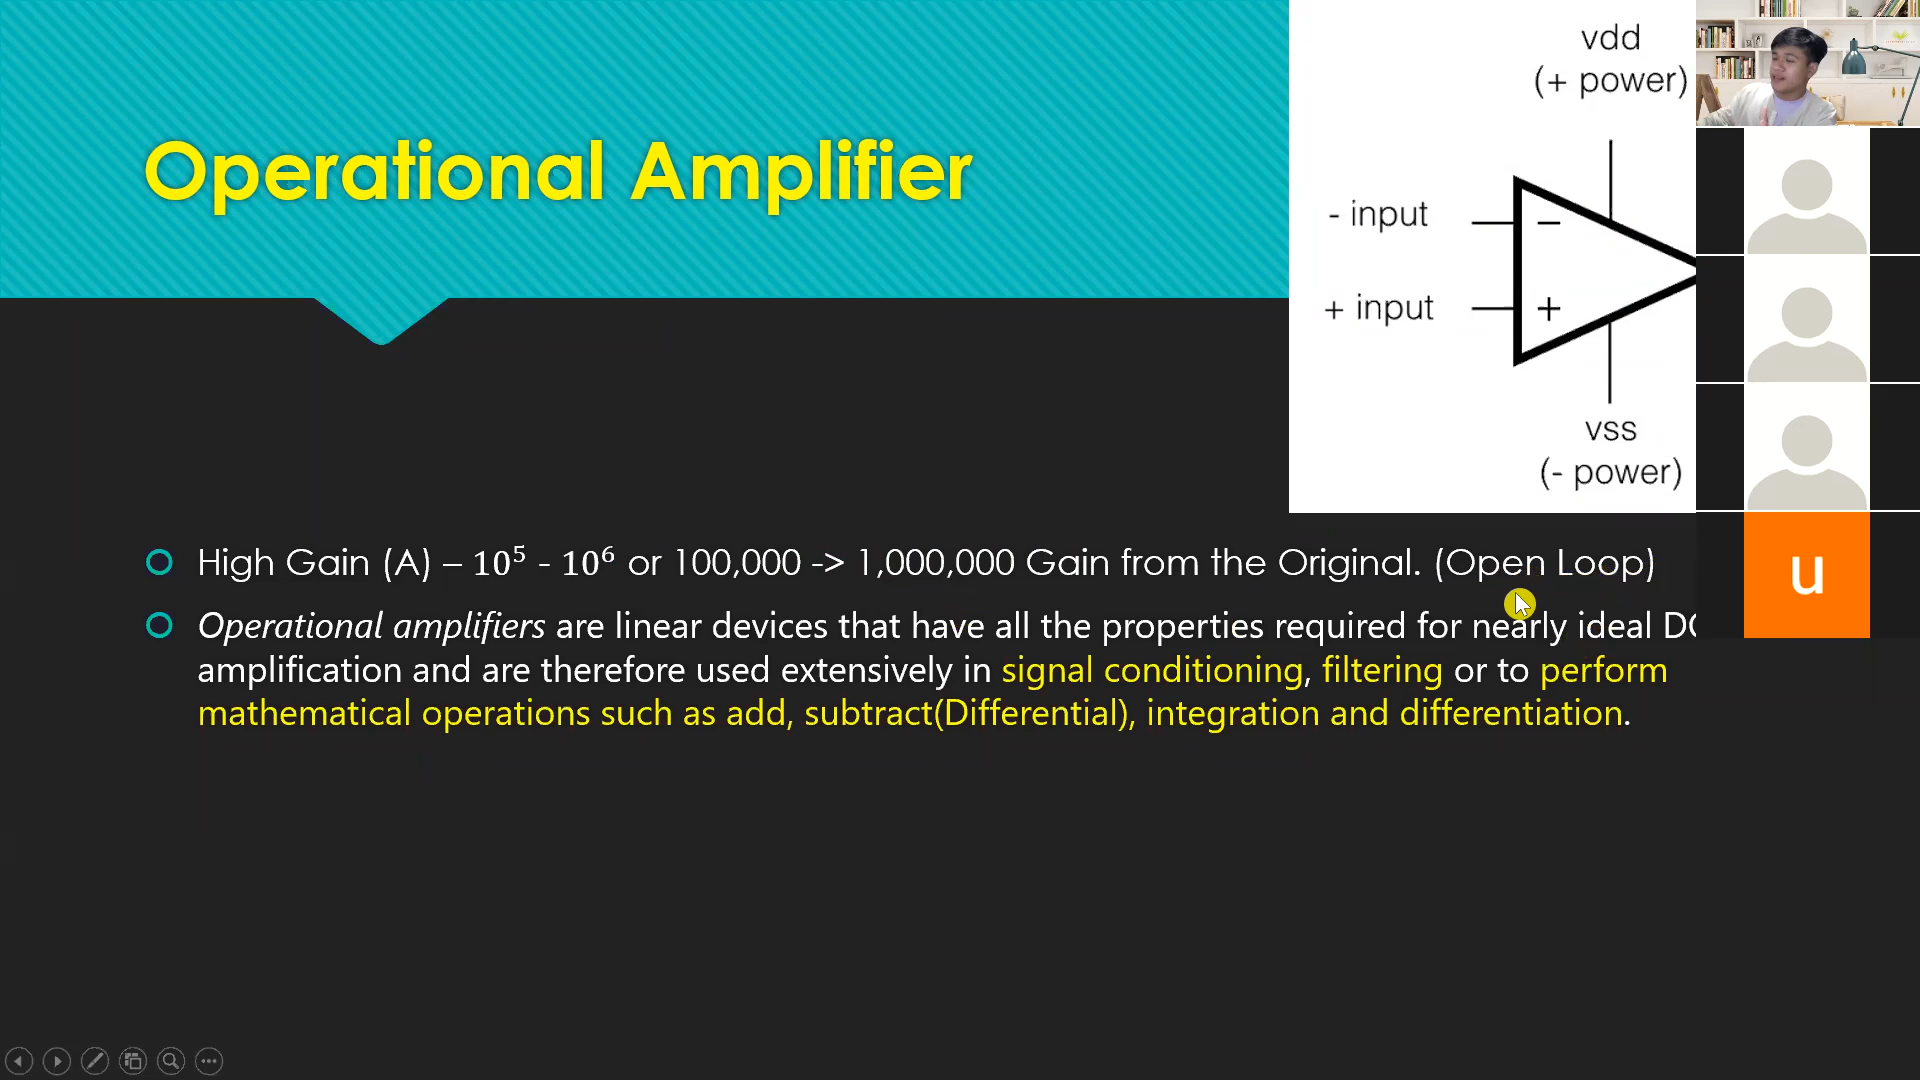 Operational Amplifier
vdd
(+ power)
- input
−
+ input
+
vss
(- power)
High Gain (A) – 10⁵ - 10⁶ or 100,000 -> 1,000,000 Gain from the Original. (Open Loop)
Operational amplifiers are linear devices that have all the properties required for nearly ideal DC
amplification and are therefore used extensively in signal conditioning, filtering or to perform
mathematical operations such as add, subtract(Differential), integration and differentiation.
u